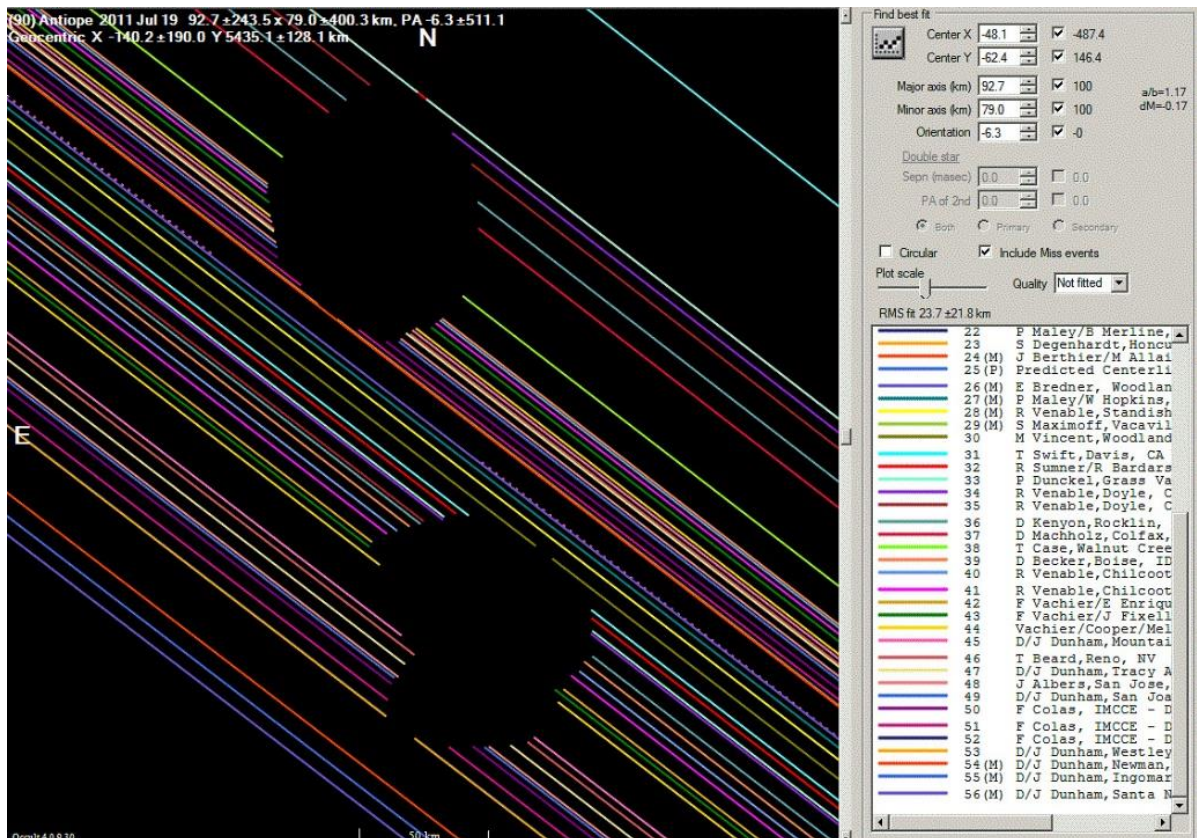 (90) Antiope 2011 Jul 19 92.7 ±243.5 x 79.0 ±400.3 km, PA -6.3 ±511.1
Geocentric X -140.2 ±190.0 Y 5435.1 ±128.1 km
N
E
50 km
Occult 4.0.9.30
Find best fit
Center X -48.1 -487.4
Center Y -62.4 146.4
Major axis (km) 92.7 100
Minor axis (km) 79.0 100
a/b=1.17
dM=-0.17
Orientation -6.3 -0
Double star
Sepn (masec) 0.0 0.0
PA of 2nd 0.0 0.0
Both Primary Secondary
Circular Include Miss events
Plot scale
Quality Not fitted
RMS fit 23.7 ±21.8 km
22 P Maley/B Merline,
23 S Degenhardt,Honcu
24(M) J Berthier/M Allai
25(P) Predicted Centerli
26(M) E Bredner, Woodlan
27(M) P Maley/W Hopkins,
28(M) R Venable,Standish
29(M) S Maximoff,Vacavil
30 M Vincent,Woodland
31 T Swift,Davis, CA
32 R Sumner/R Bardars
33 P Dunckel,Grass Va
34 R Venable,Doyle, C
35 R Venable,Doyle, C
36 D Kenyon,Rocklin,
37 D Machholz,Colfax,
38 T Case,Walnut Cree
39 D Becker,Boise, ID
40 R Venable,Chilcoot
41 R Venable,Chilcoot
42 F Vachier/E Enriqu
43 F Vachier/J Fixell
44 Vachier/Cooper/Mel
45 D/J Dunham,Mountai
46 T Beard,Reno, NV
47 D/J Dunham,Tracy A
48 J Albers,San Jose,
49 D/J Dunham,San Joa
50 F Colas, IMCCE - D
51 F Colas, IMCCE - D
52 F Colas, IMCCE - D
53 D/J Dunham,Westley
54(M) D/J Dunham,Newman,
55(M) D/J Dunham,Ingomar
56(M) D/J Dunham,Santa N